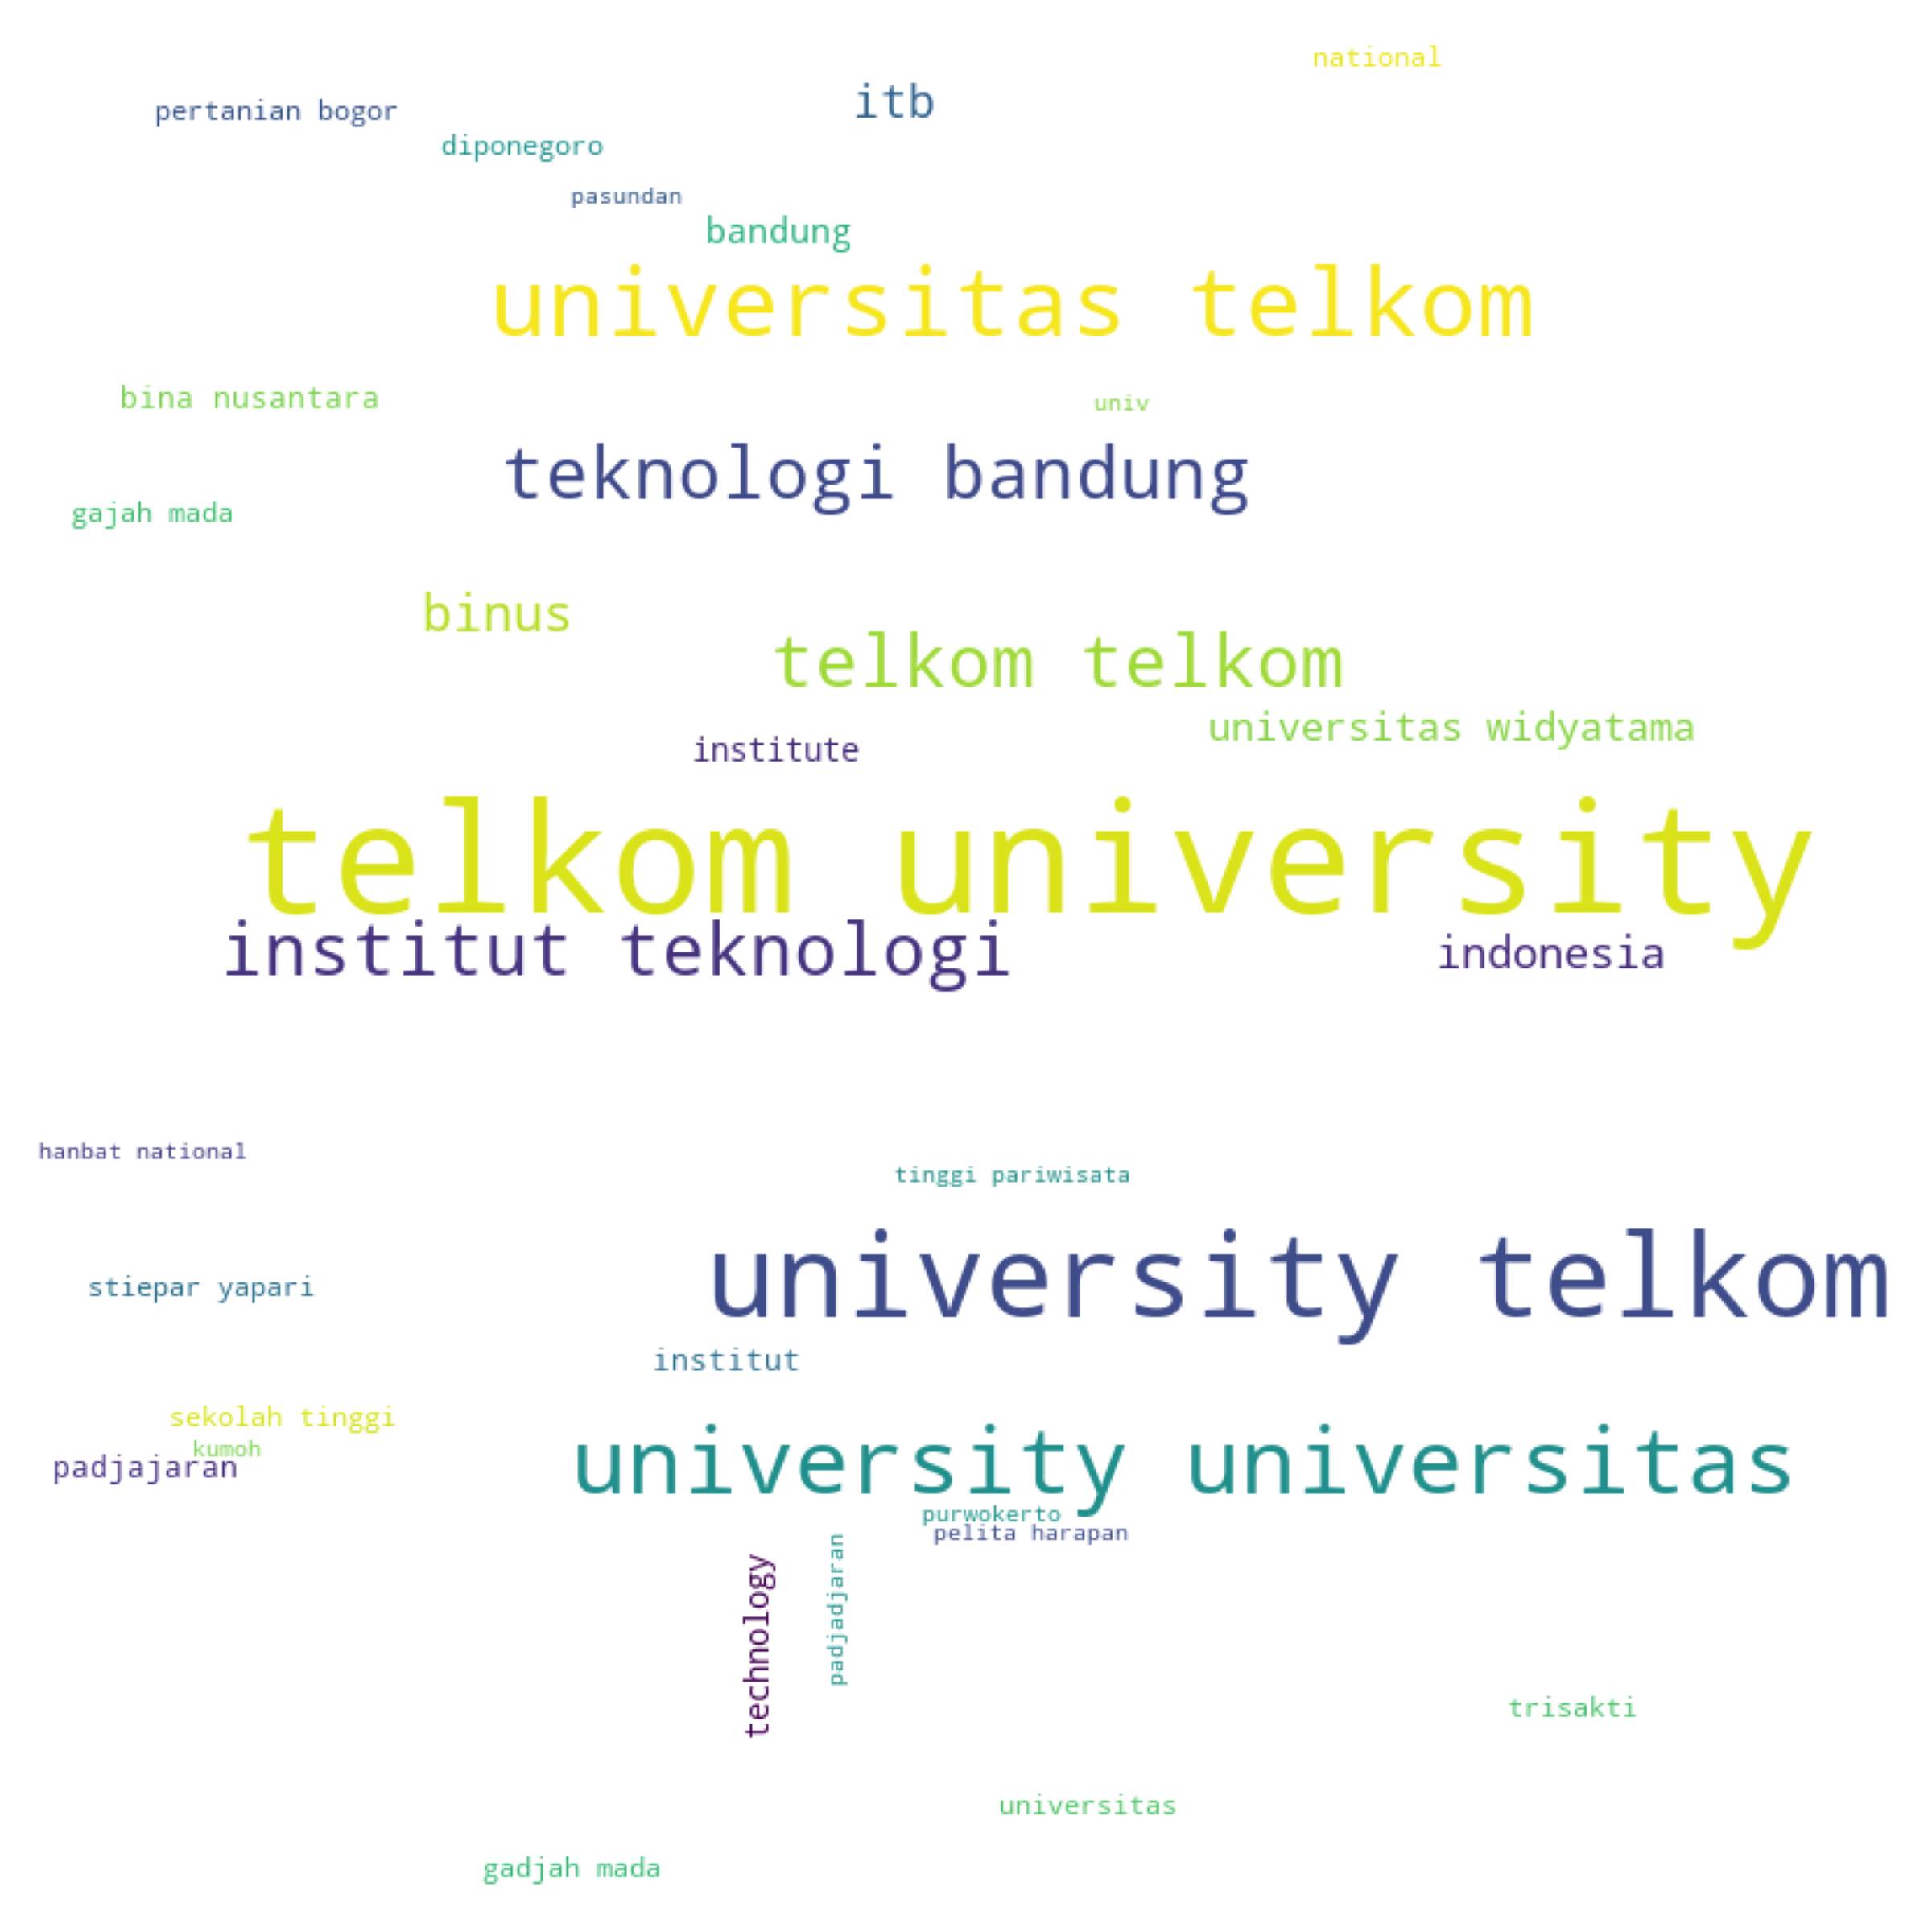 national
itb
pertanian bogor
diponegoro
pasundan
bandung
universitas telkom
bina nusantara
univ
teknologi bandung
gajah mada
binus
telkom telkom
universitas widyatama
institute
telkom university
institut teknologi
indonesia
hanbat national
tinggi pariwisata
university telkom
stiepar yapari
institut
sekolah tinggi
kumoh
padjajaran
university universitas
purwokerto
pelita harapan
technology
padjadjaran
trisakti
universitas
gadjah mada